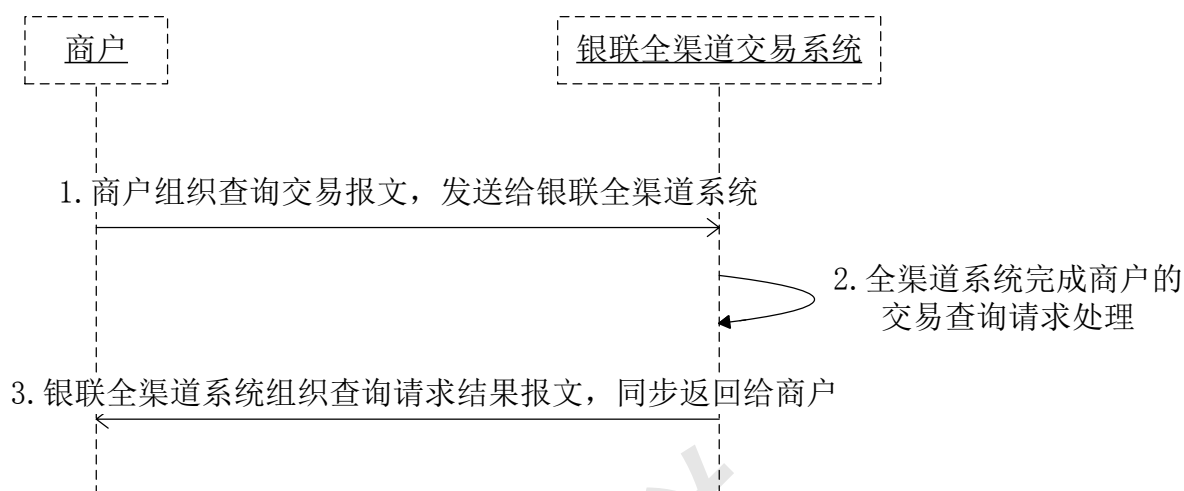 商户
银联全渠道交易系统
1.商户组织查询交易报文，发送给银联全渠道系统
2.全渠道系统完成商户的
交易查询请求处理
3.银联全渠道系统组织查询请求结果报文，同步返回给商户